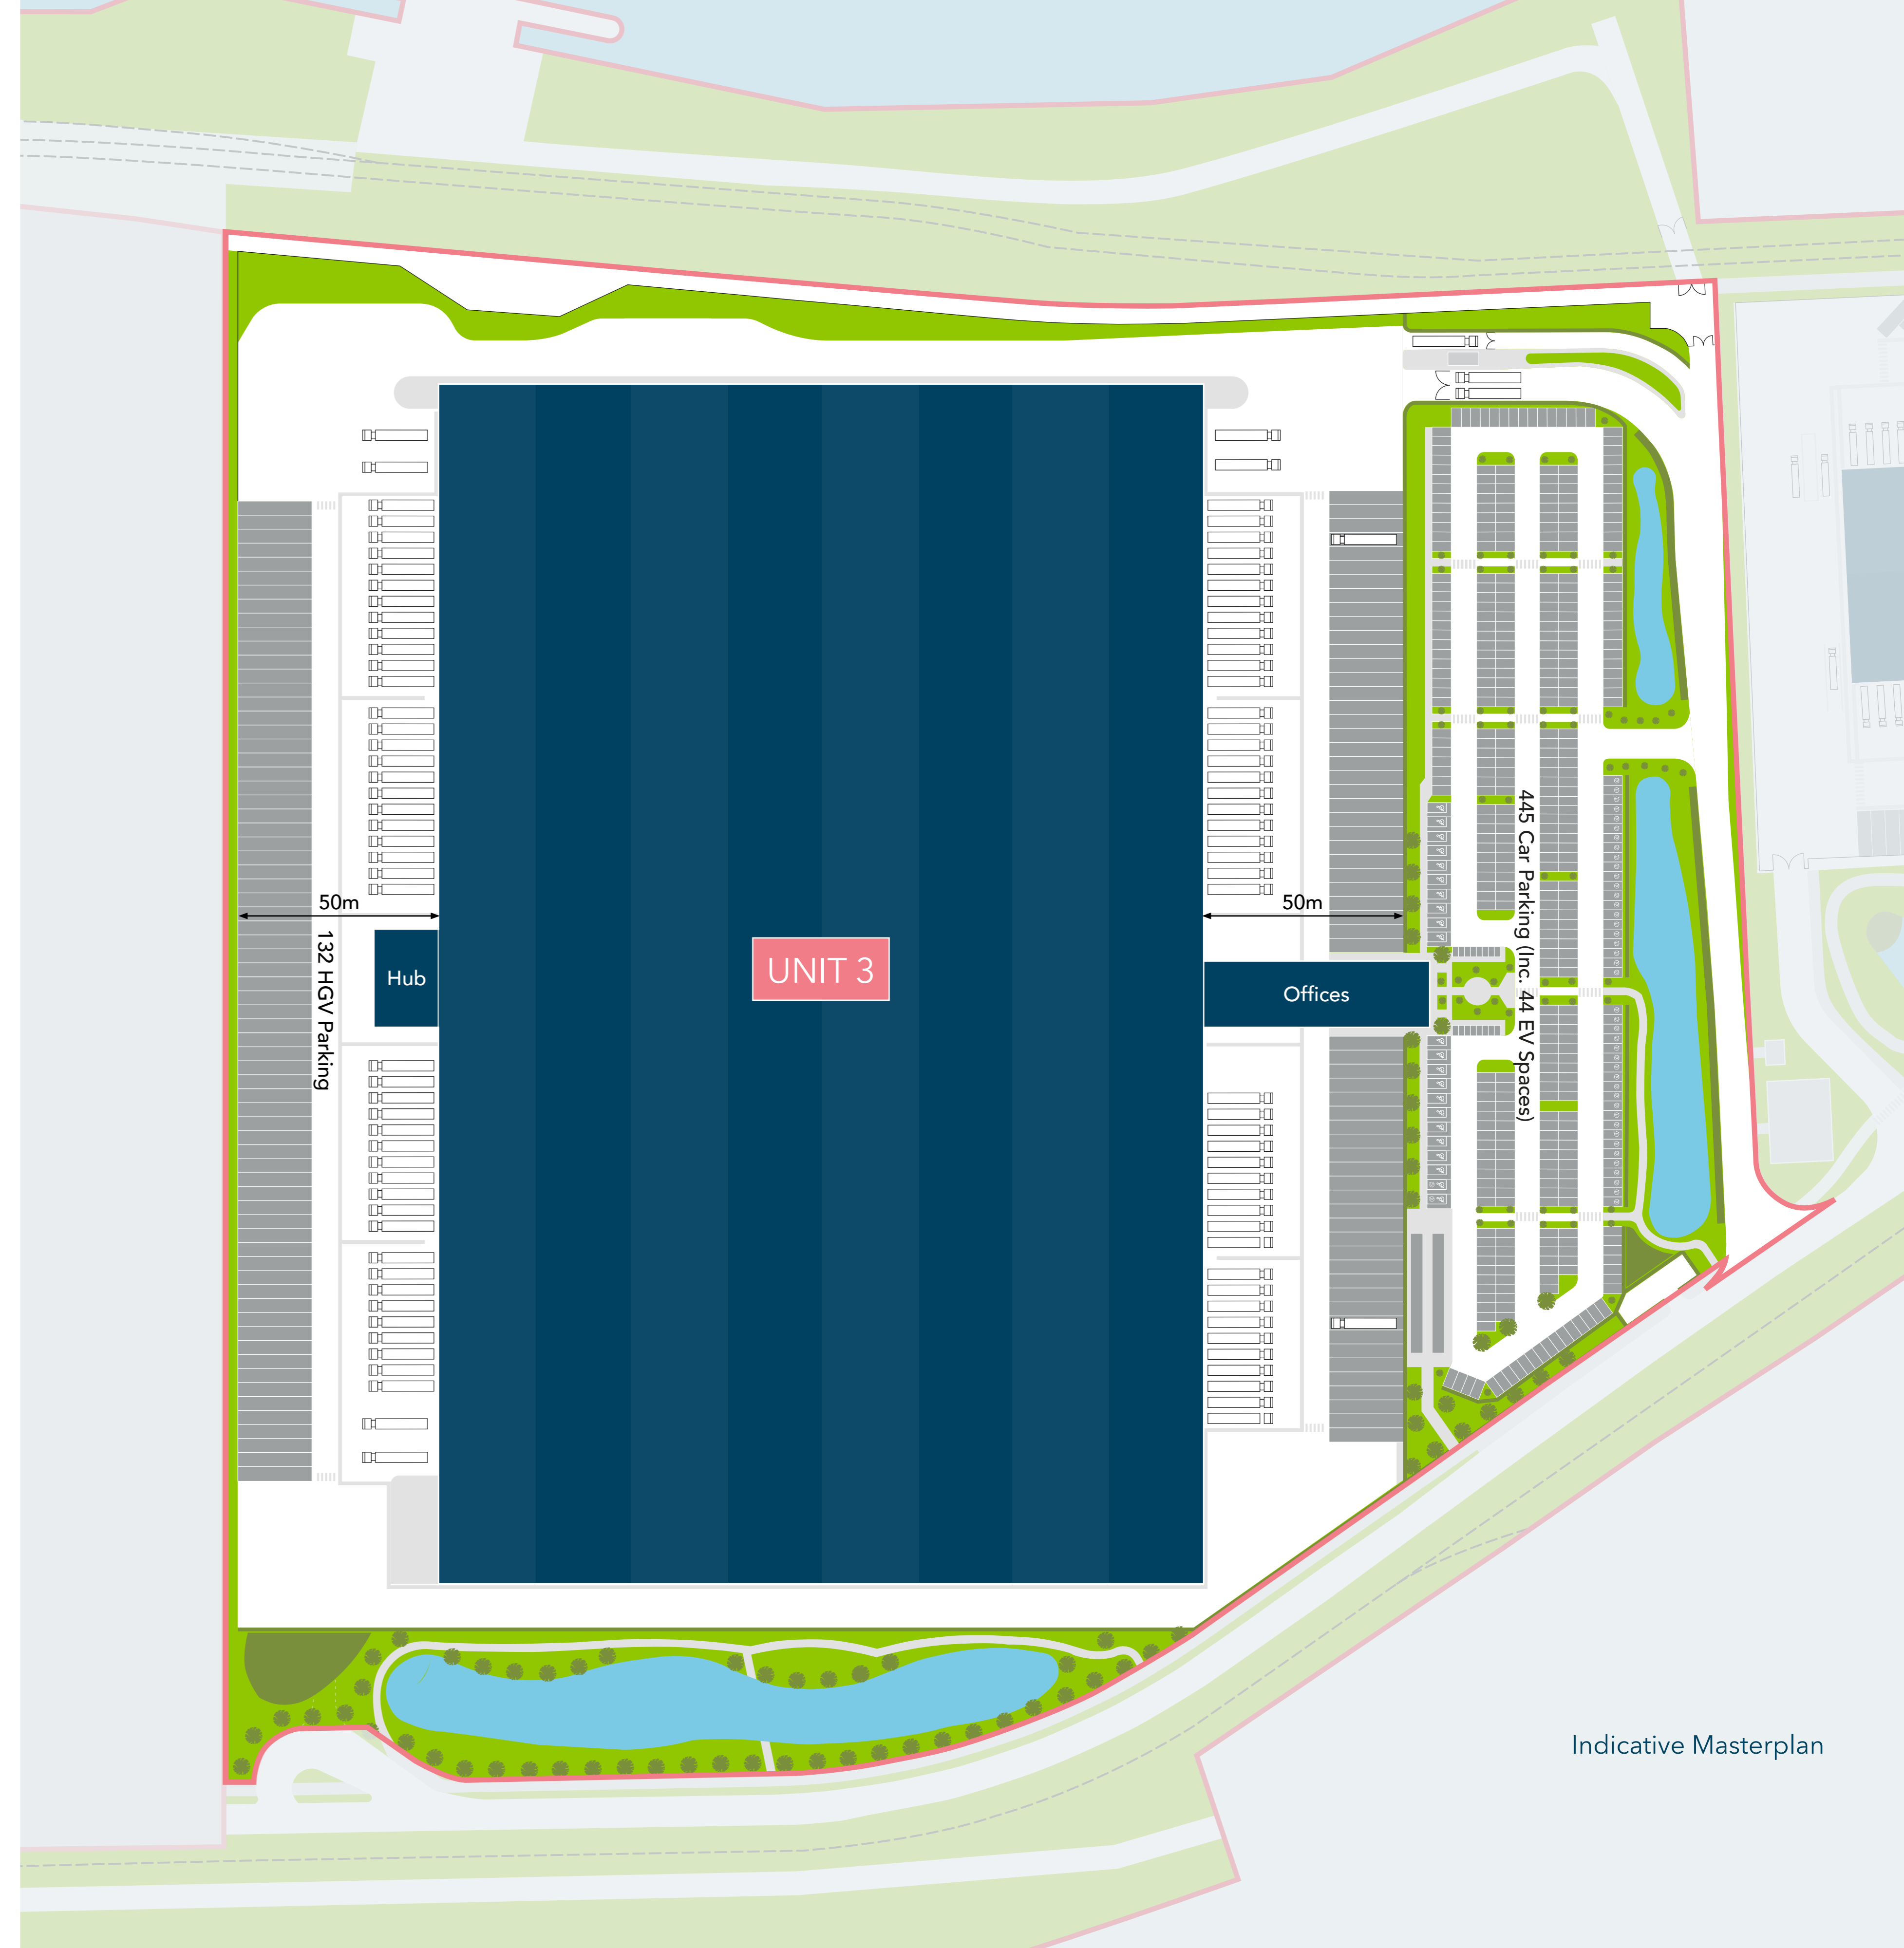 50m
50m
132 HGV Parking
445 Car Parking (Inc. 44 EV Spaces)
UNIT 3
Hub
Offices
Indicative Masterplan